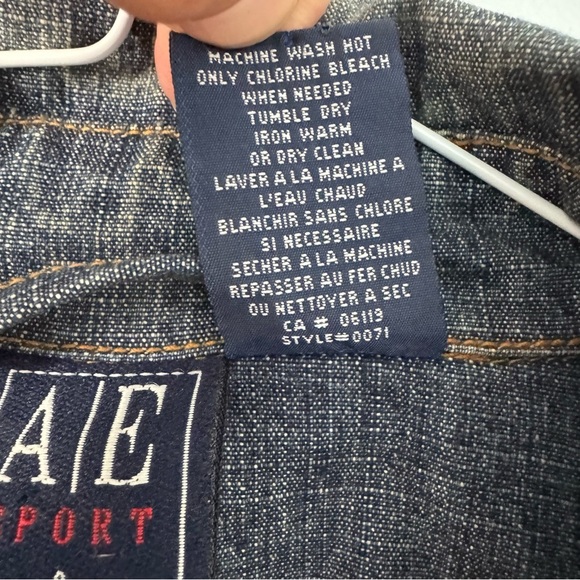 MACHINE WASH HOT
ONLY CHLORINE BLEACH
WHEN NEEDED
TUMBLE DRY
IRON WARM
OR DRY CLEAN
LAVER A LA MACHINE A
L'EAU CHAUD
BLANCHIR SANS CHLORE
SI NECESSAIRE
SECHER A LA MACHINE
REPASSER AU FER CHUD
OU NETTOYER A SEC
CA # 06113
STYLE#0071
A E
PORT